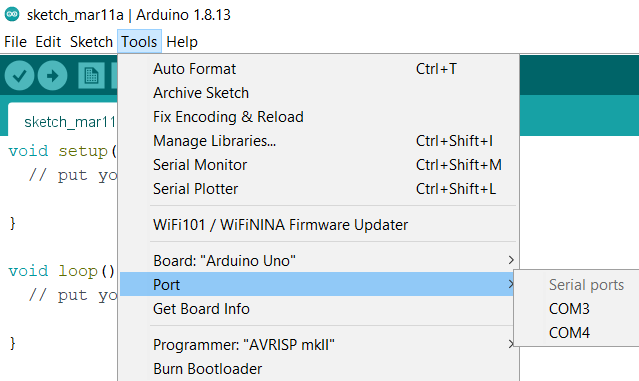 sketch_mar11a | Arduino 1.8.13
File Edit Sketch Tools Help
Auto Format Ctrl+T
Archive Sketch
sketch_mar11
Fix Encoding & Reload
void setup(
Manage Libraries... Ctrl+Shift+I
// put yo
Serial Monitor Ctrl+Shift+M
Serial Plotter Ctrl+Shift+L
}
WiFi101 / WiFiNINA Firmware Updater
Board: "Arduino Uno"
void loop()
Port
Serial ports
// put yo
Get Board Info
COM3
COM4
}
Programmer: "AVRISP mkII"
Burn Bootloader